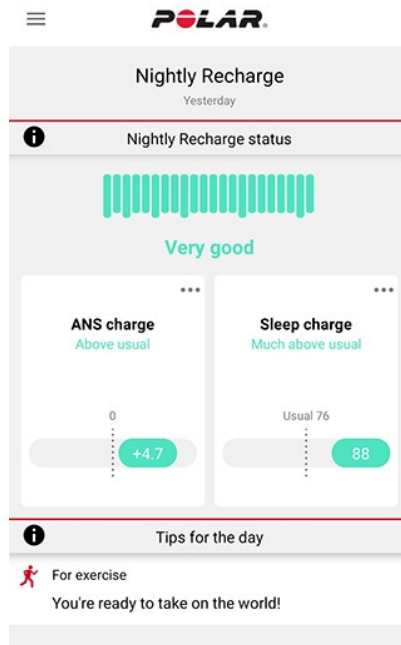 POLAR
Nightly Recharge
Yesterday
Nightly Recharge status
Very good
ANS charge
Above usual
0
+4.7
Sleep charge
Much above usual
Usual 76
88
Tips for the day
For exercise
You're ready to take on the world!